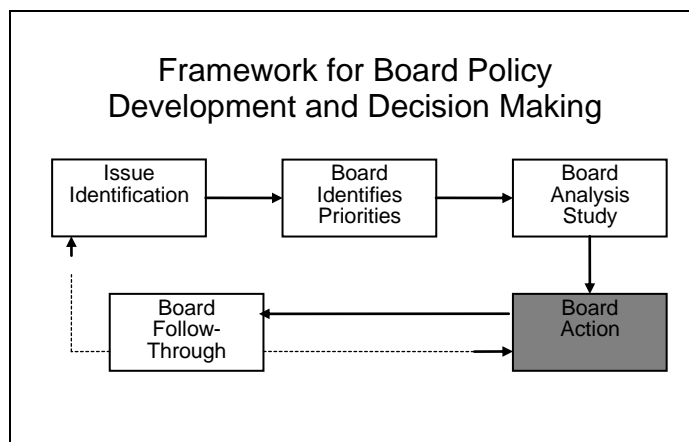 Framework for Board Policy
Development and Decision Making
Issue
Identification
Board
Identifies
Priorities
Board
Analysis
Study
Board
Follow-
Through
Board
Action